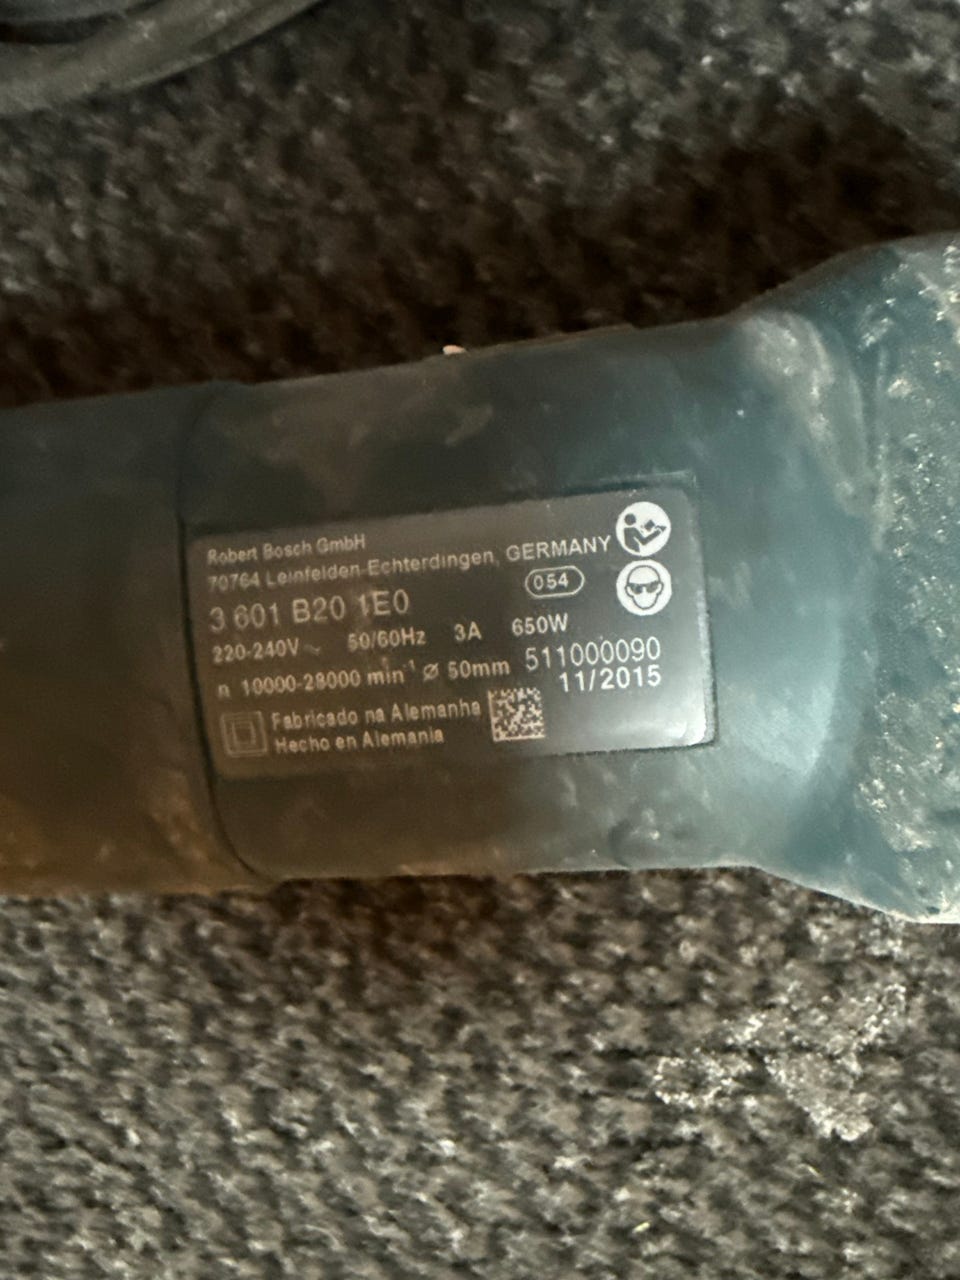 Robert Bosch GmbH
70764 Leinfelden-Echterdingen, GERMANY
3 601 B20 1E0 054
220-240V ~ 50/60Hz 3A 650W
n 10000-28000 min⁻¹ ⌀ 50mm 511000090
11/2015
Fabricado na Alemanha
Hecho en Alemania